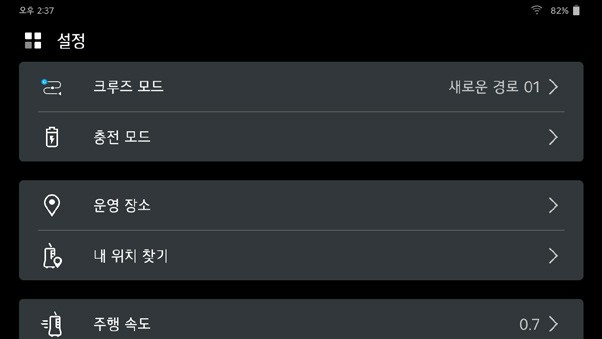 오후 2:37
82%
설정
크루즈 모드 새로운 경로 01
충전 모드
운영 장소
내 위치 찾기
주행 속도 0.7